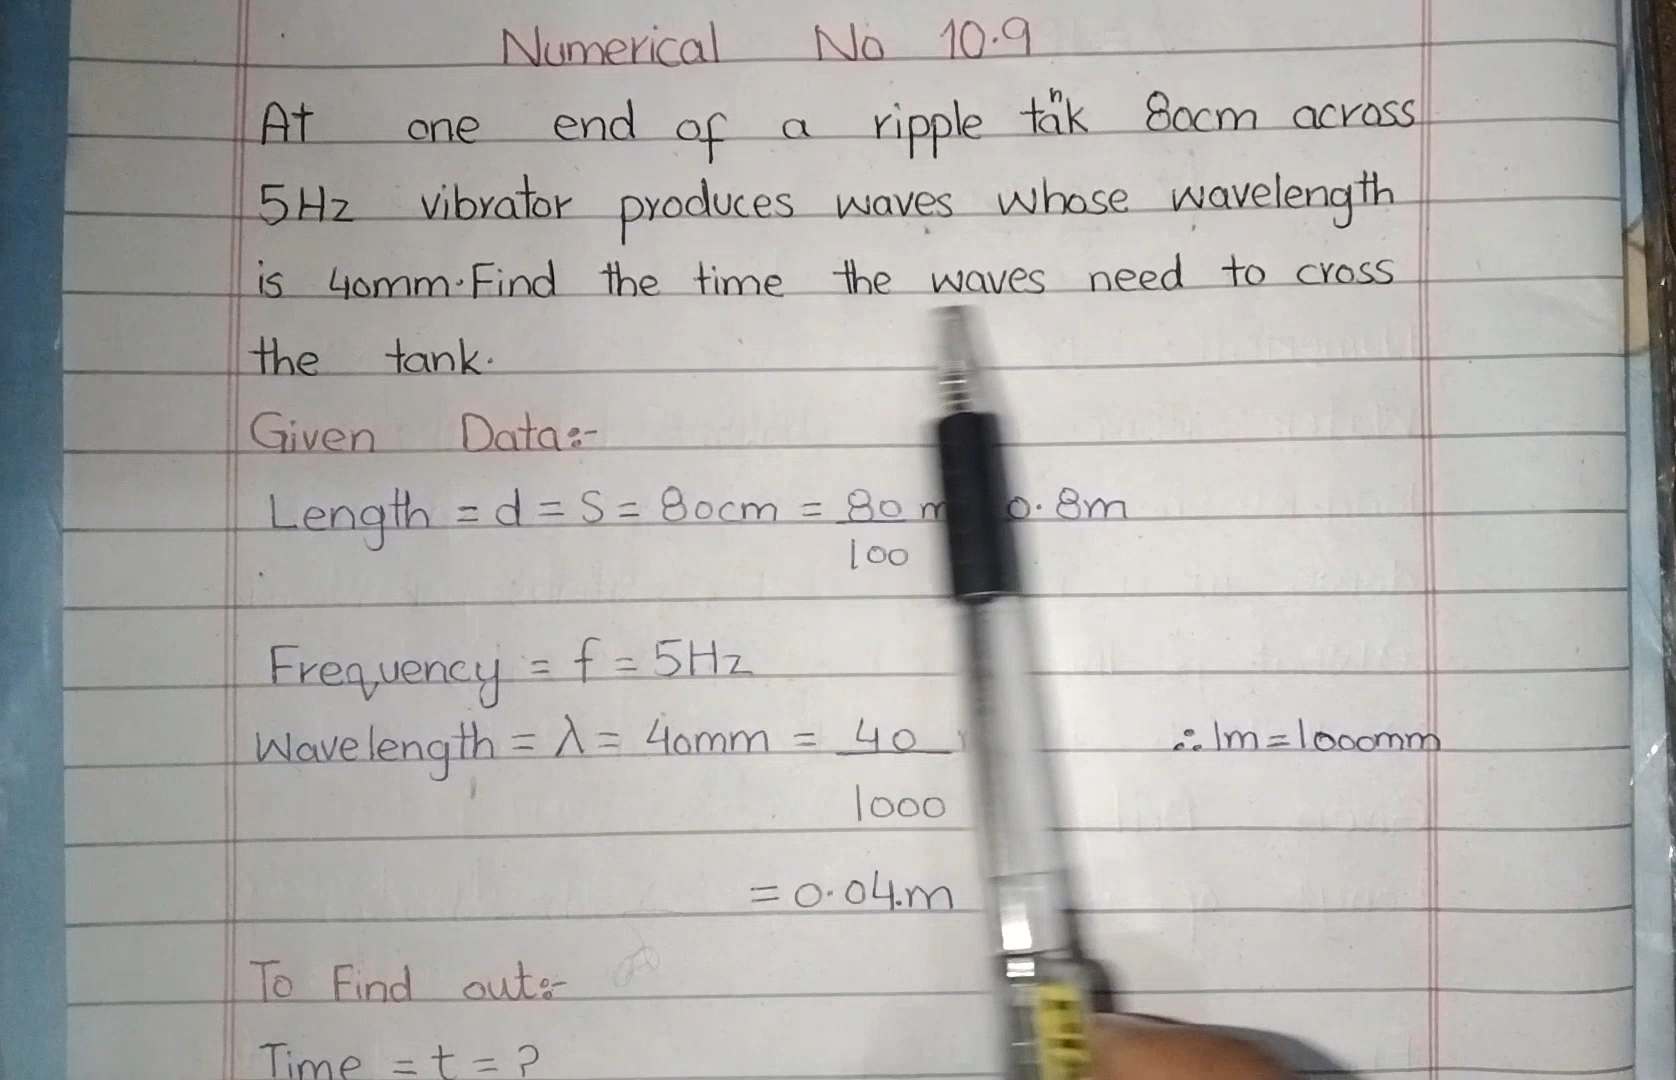 Numerical No 10.9
At one end of a ripple tank 80cm across
5Hz vibrator produces waves whose wavelength
is 40mm. Find the time the waves need to cross
the tank.
Given Data:-
Length = d = S = 80cm = 80 m 0.8m
100
Frequency = f = 5Hz
Wavelength = λ = 40mm = 40 ∴ 1m = 1000mm
1000
= 0.04.m
To Find out:-
Time = t = ?